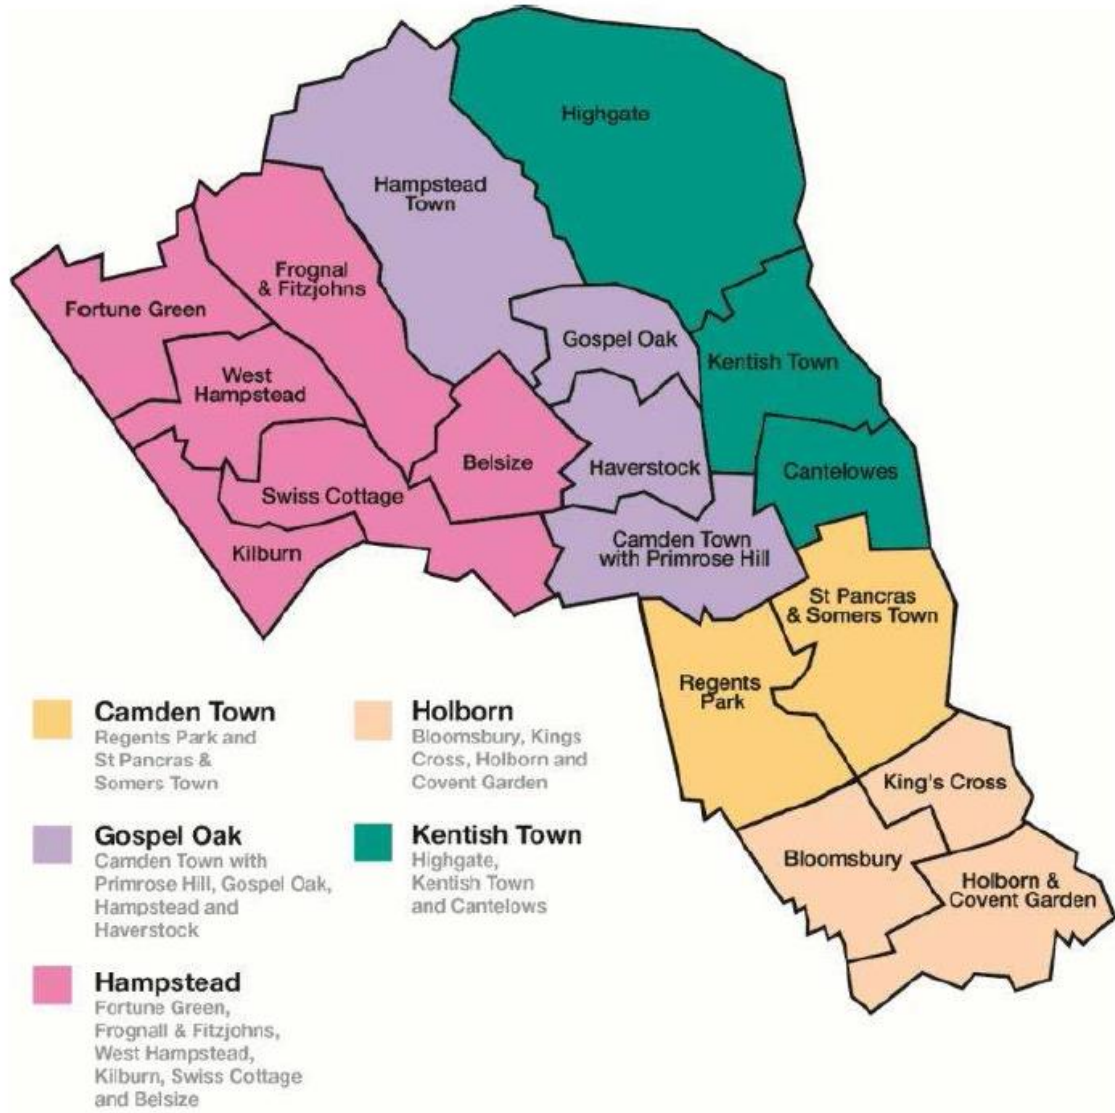 Highgate
Hampstead
Town
Frognal
& Fitzjohns
Fortune Green
Gospel Oak
Kentish Town
West
Hampstead
Belsize
Haverstock
Cantelowes
Swiss Cottage
Kilburn
Camden Town
with Primrose Hill
St Pancras
& Somers Town
Regents
Park
King's Cross
Bloomsbury
Holborn &
Covent Garden
Camden Town
Regents Park and
St Pancras &
Somers Town
Gospel Oak
Camden Town with
Primrose Hill, Gospel Oak,
Hampstead and
Haverstock
Hampstead
Fortune Green,
Frognall & Fitzjohns,
West Hampstead,
Kilburn, Swiss Cottage
and Belsize
Holborn
Bloomsbury, Kings
Cross, Holborn and
Covent Garden
Kentish Town
Highgate,
Kentish Town
and Cantelows